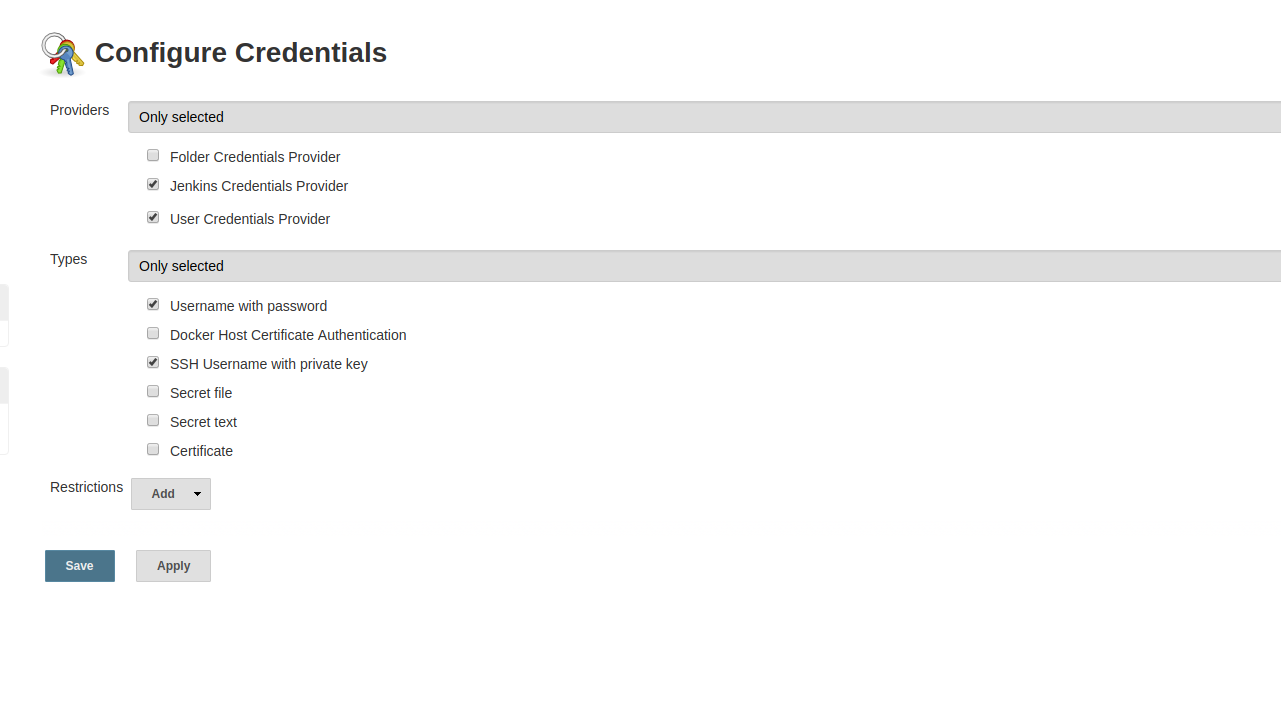 Configure Credentials
Providers
Only selected
Folder Credentials Provider
Jenkins Credentials Provider
User Credentials Provider
Types
Only selected
Username with password
Docker Host Certificate Authentication
SSH Username with private key
Secret file
Secret text
Certificate
Restrictions
Add
Save
Apply